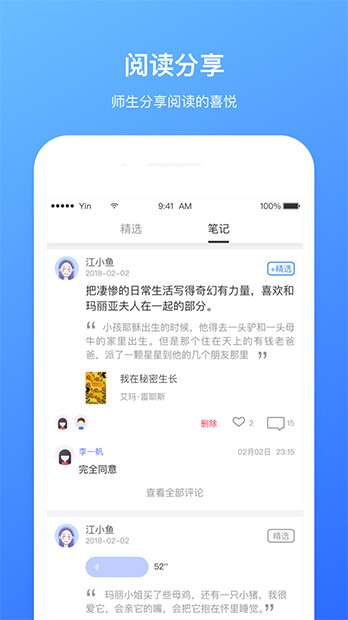 阅读分享
师生分享阅读的喜悦
Yin 9:41 AM 100%
精选 笔记
江小鱼
2018-02-02
+精选
把凄惨的日常生活写得奇幻有力量，喜欢和
玛丽亚夫人在一起的部分。
“ 小孩耶稣出生的时候，他得去一头驴和一头母
牛的家里出生。但是那个住在天上的有钱老爸
爸，派了一颗星星到他的几个朋友那里 ”
我在秘密生长
艾玛·雷耶斯
删除 2 15
李一帆 02月02日 23:15
完全同意
查看全部评论
江小鱼
2018-02-02
精选
52''
“ 玛丽小姐买了些母鸡，还有一只小猪，我很
爱它，会亲它的嘴，会把它抱在怀里睡觉。 ”